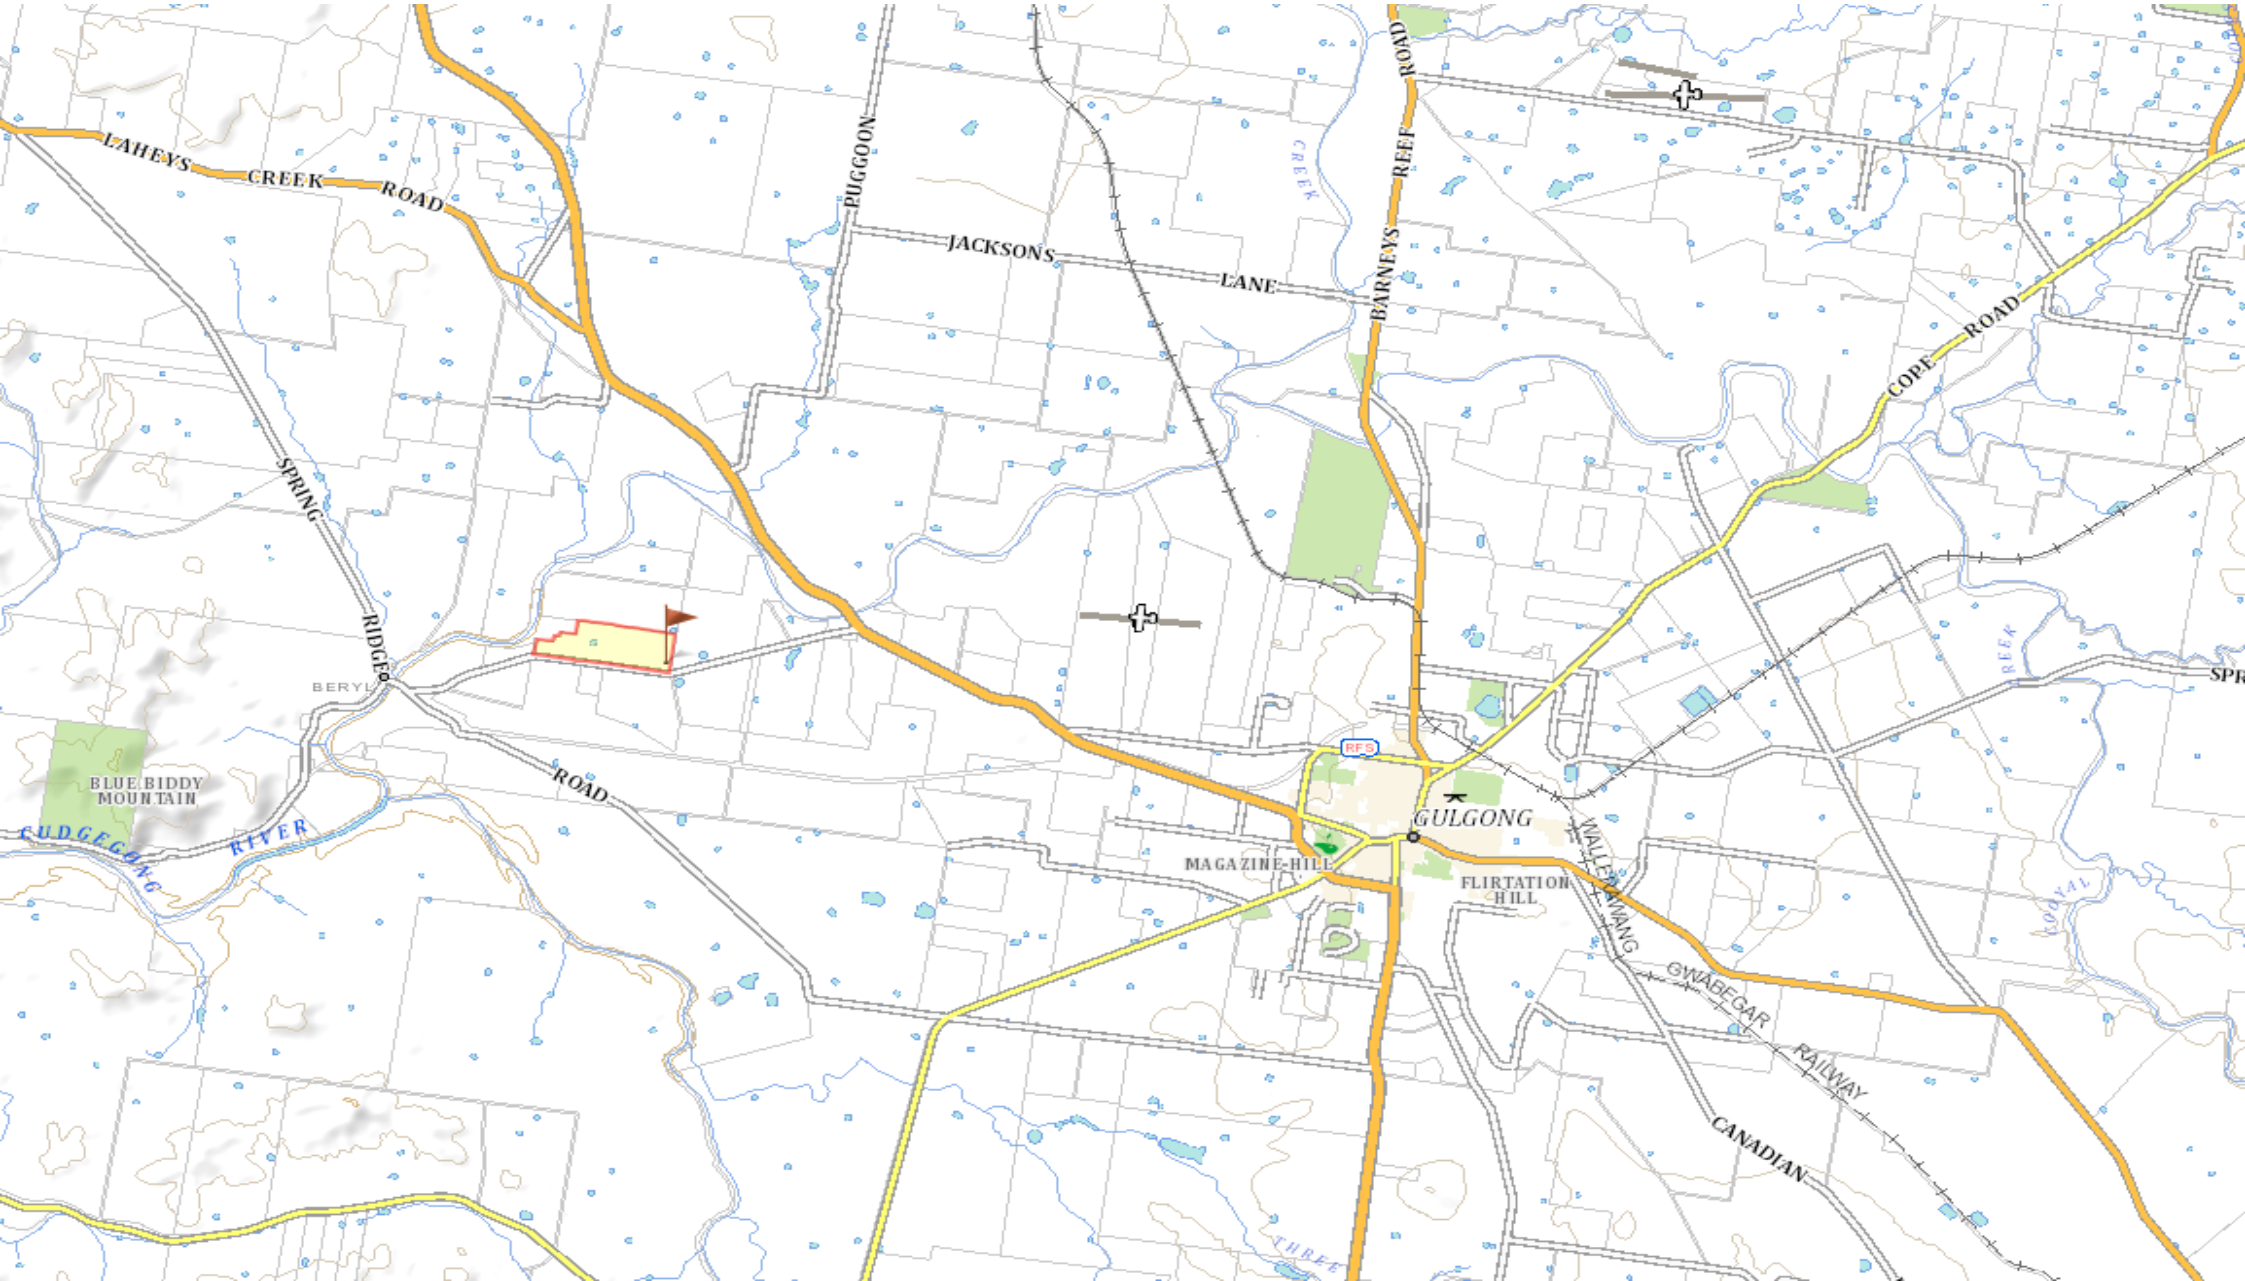 BARNEYS REEF ROAD
LAHEYS CREEK ROAD
PUGGOON
CREEK
JACKSONS LANE
COPE ROAD
SPRING RIDGE ROAD
BERYL
CREEK
SPR
RFS
BLUE BIDDY
MOUNTAIN
CUDGEGONG RIVER
GULGONG
MAGAZINE HILL
FLIRTATION
HILL
WALLERAWANG GWABEGAR RAILWAY
CANADIAN
THREE